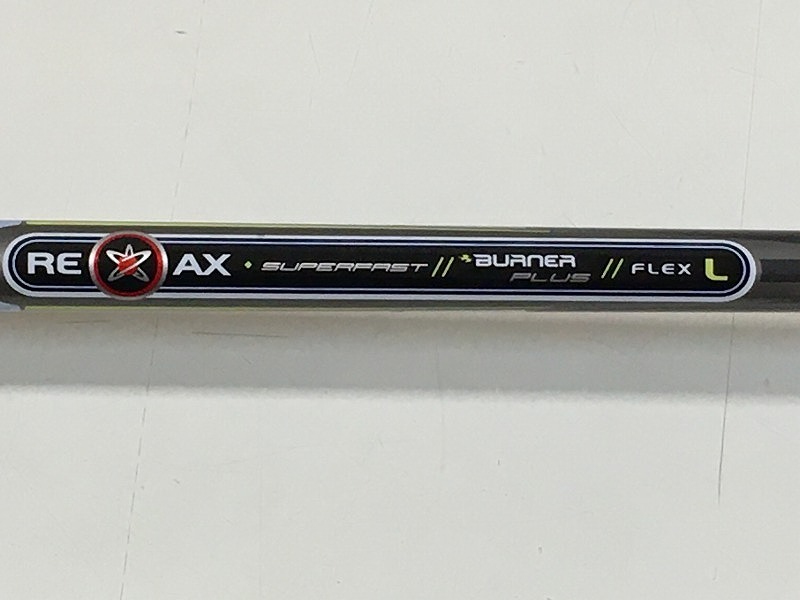 RE AX • SUPERFAST // BURNER PLUS // FLEX L